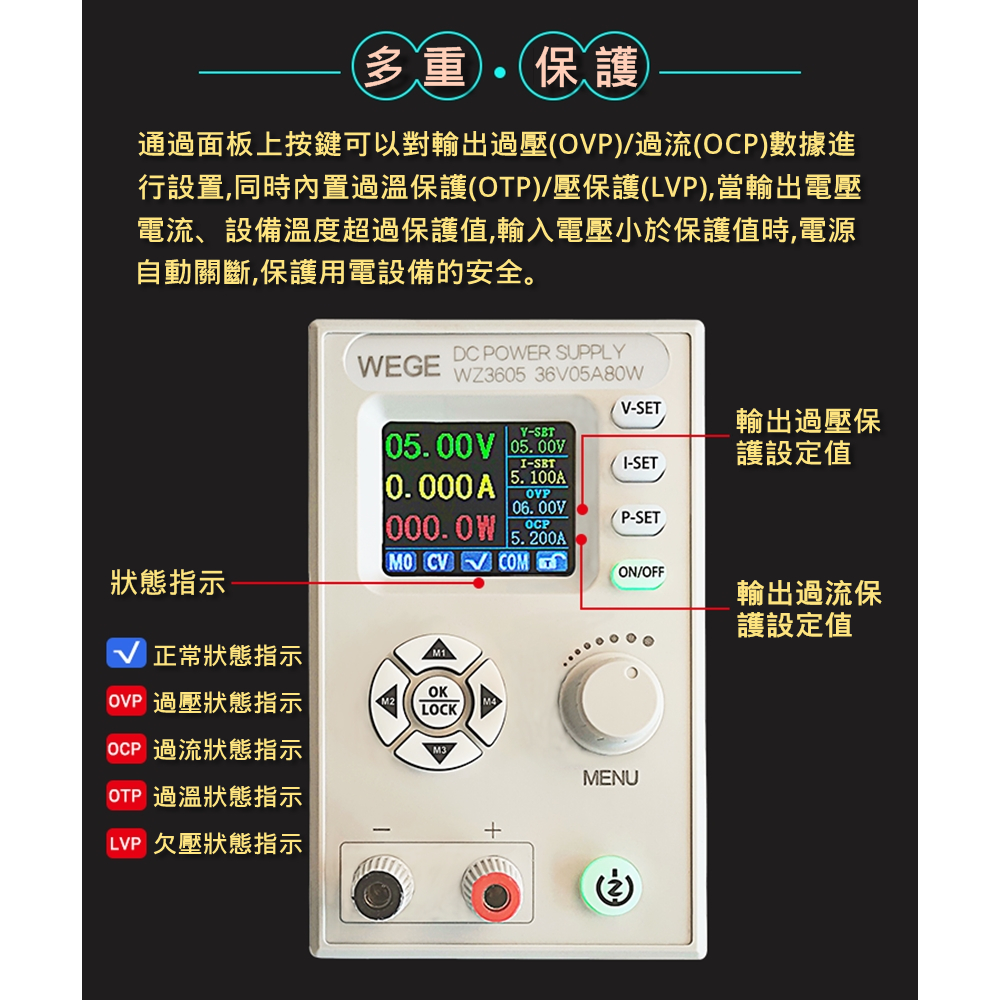 多重·保護
通過面板上按鍵可以對輸出過壓(OVP)/過流(OCP)數據進
行設置,同時內置過溫保護(OTP)/壓保護(LVP),當輸出電壓
電流、設備溫度超過保護值,輸入電壓小於保護值時,電源
自動關斷,保護用電設備的安全。
WEGE
DC POWER SUPPLY
WZ3605 36V05A80W
V-SET
I-SET
P-SET
ON/OFF
05.00V
0.000A
000.0W
V-SET
05.00V
I-SET
5.100A
OVP
06.00V
OCP
5.200A
M0 CV COM
輸出過壓保
護設定值
輸出過流保
護設定值
狀態指示
正常狀態指示
OVP 過壓狀態指示
OCP 過流狀態指示
OTP 過溫狀態指示
LVP 欠壓狀態指示
M1
M2
OK
LOCK
M4
M3
MENU
− +